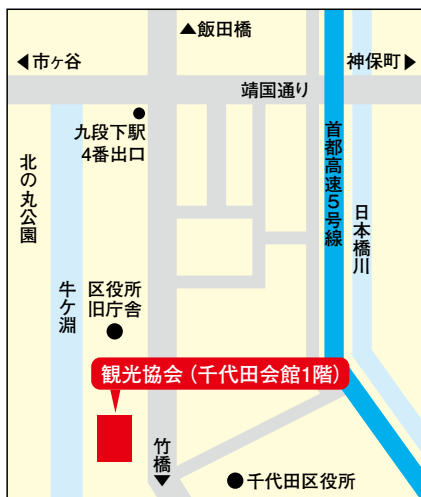 ▲飯田橋
◀市ヶ谷
神保町▶
靖国通り
九段下駅
4番出口
北の丸公園
首都高速5号線
日本橋川
牛ケ淵
区役所
旧庁舎
観光協会(千代田会館1階)
竹橋▼
千代田区役所